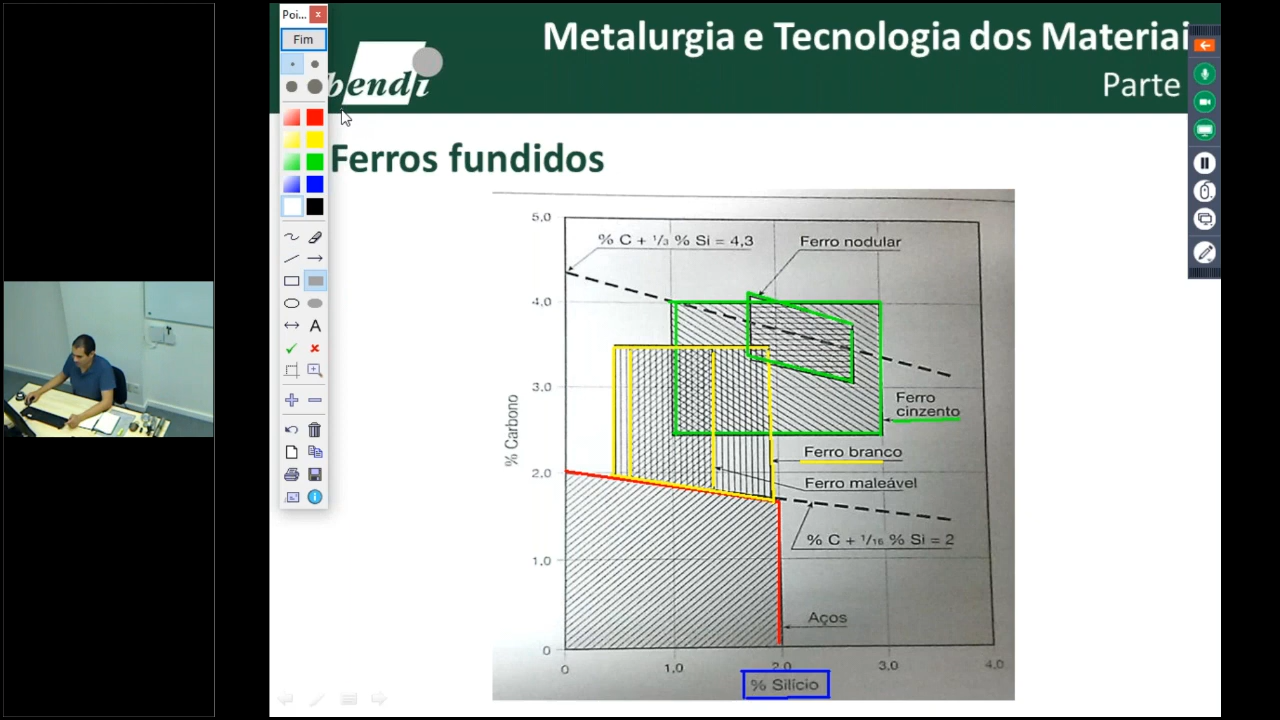 Poi...
Fim
Metalurgia e Tecnologia dos Materiai
Parte
bendi
Ferros fundidos
5,0
% C + 1/3 % Si = 4,3
Ferro nodular
4,0
3,0
Ferro
cinzento
% Carbono
Ferro branco
2,0
Ferro maleável
% C + 1/16 % Si = 2
1,0
Aços
0
0
1,0
2,0
3,0
4,0
% Silício
A